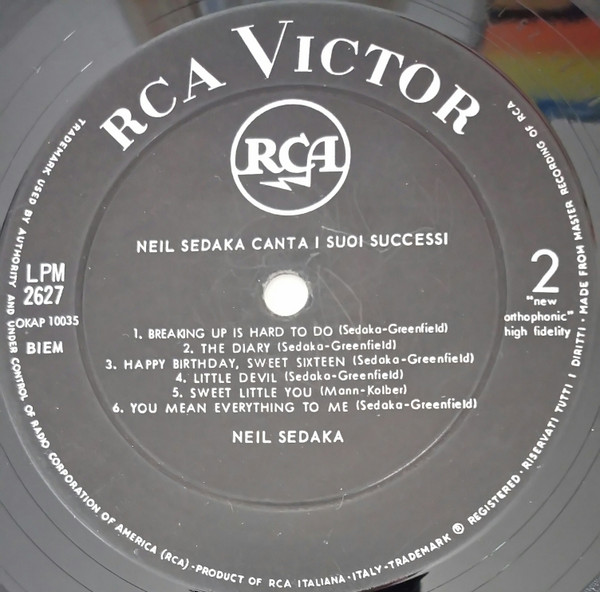 RCA VICTOR
RCA
NEIL SEDAKA CANTA I SUOI SUCCESSI
LPM
2627
OKAP 10035
BIEM
2
"new
orthophonic"
high fidelity
1. BREAKING UP IS HARD TO DO (Sedaka-Greenfield)
2. THE DIARY (Sedaka-Greenfield)
3. HAPPY BIRTHDAY, SWEET SIXTEEN (Sedaka-Greenfield)
4. LITTLE DEVIL (Sedaka-Greenfield)
5. SWEET LITTLE YOU (Mann-Kolber)
6. YOU MEAN EVERYTHING TO ME (Sedaka-Greenfield)
NEIL SEDAKA
TRADEMARK USED BY AUTHORITY AND UNDER CONTROL OF RADIO CORPORATION OF AMERICA (RCA) - PRODUCT OF RCA ITALIANA · ITALY - TRADEMARK ® REGISTERED · RISERVATI TUTTI I DIRITTI · MADE FROM MASTER RECORDING OF RCA